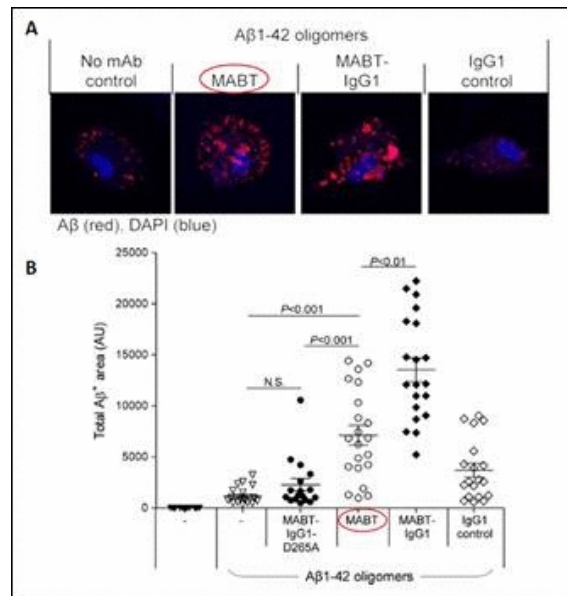 A
Aβ1-42 oligomers
No mAb control
MABT
MABT-IgG1
IgG1 control
Aβ (red). DAPI (blue)
B
Total Aβ+ area (AU)
25000
20000
15000
10000
5000
0
P<0.01
P<0.001
P<0.001
N.S.
-
-
MABT-IgG1-D265A
MABT
MABT-IgG1
IgG1 control
Aβ1-42 oligomers